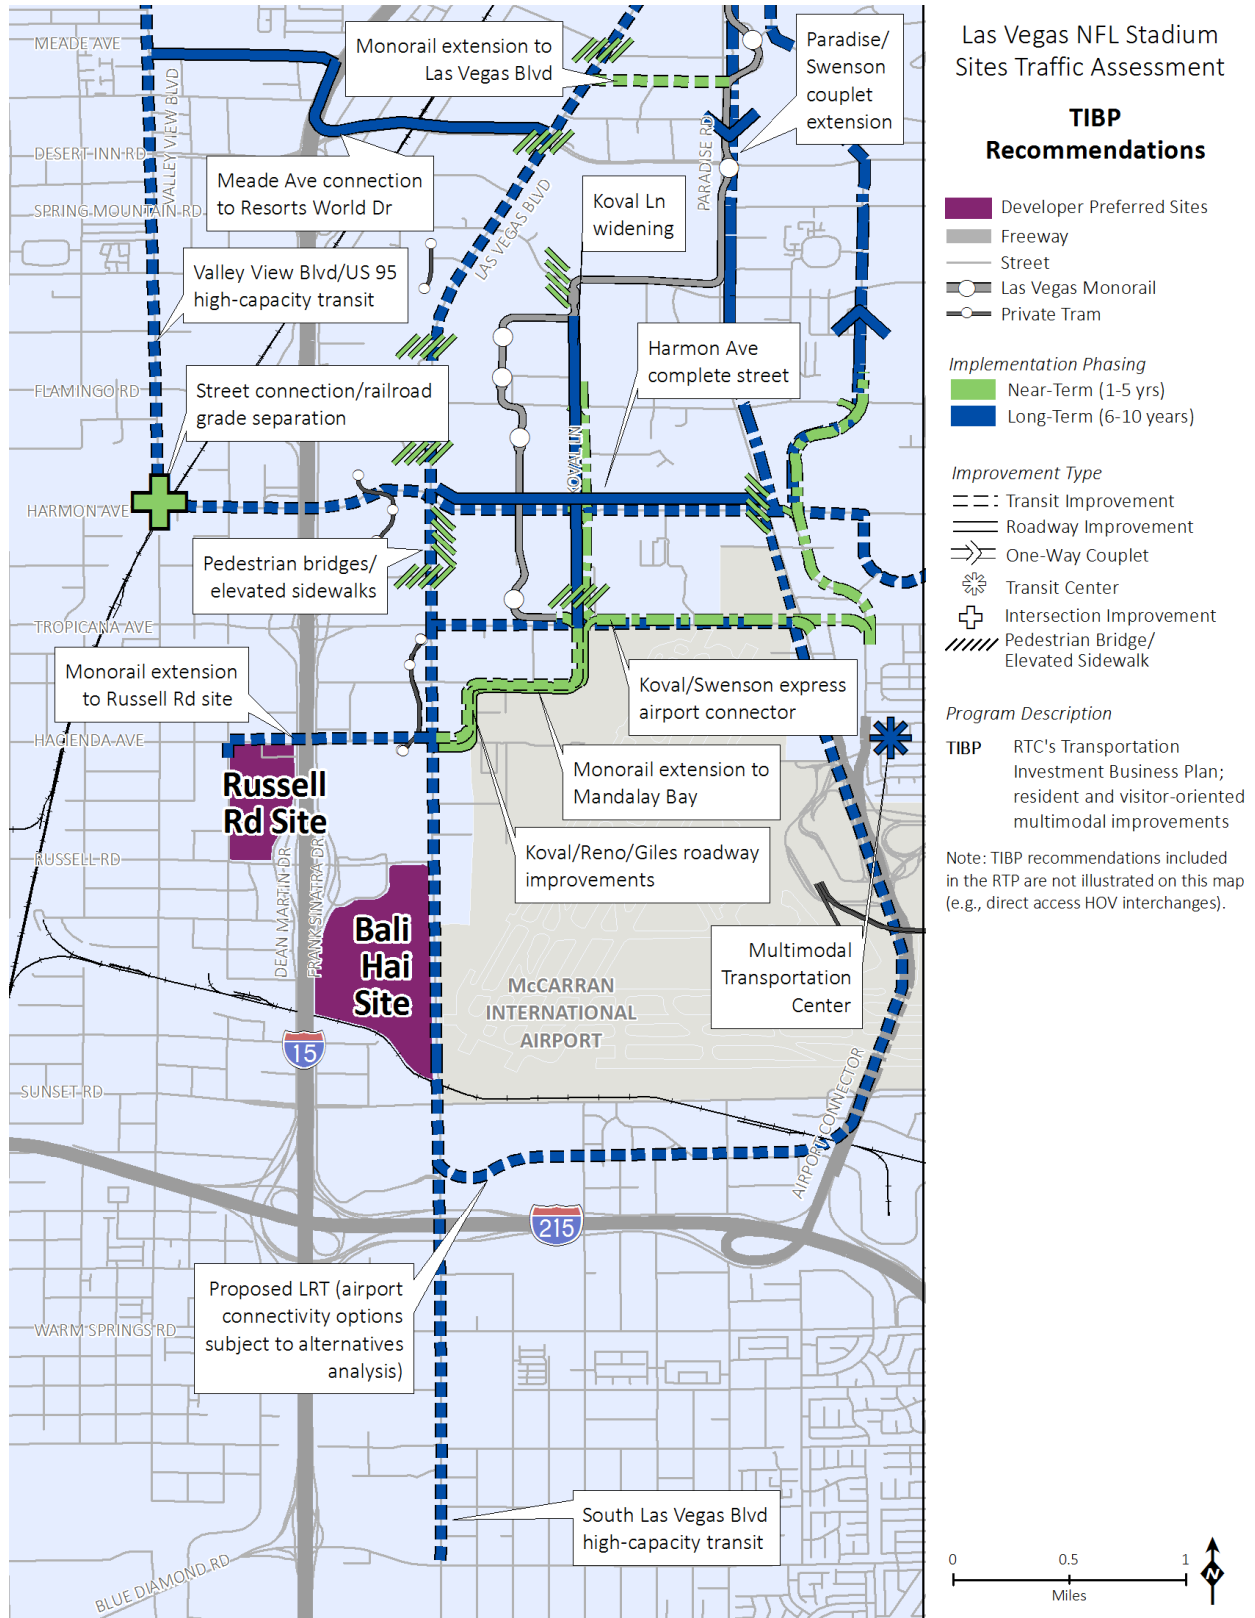 Las Vegas NFL Stadium
Sites Traffic Assessment
TIBP
Recommendations
Developer Preferred Sites
Freeway
Street
Las Vegas Monorail
Private Tram
Implementation Phasing
Near-Term (1-5 yrs)
Long-Term (6-10 years)
Improvement Type
Transit Improvement
Roadway Improvement
One-Way Couplet
Transit Center
Intersection Improvement
Pedestrian Bridge/
Elevated Sidewalk
Program Description
TIBP
RTC's Transportation
Investment Business Plan;
resident and visitor-oriented
multimodal improvements
Note: TIBP recommendations included
in the RTP are not illustrated on this map
(e.g., direct access HOV interchanges).
0
0.5
1
Miles
N
MEADE AVE
VALLEY VIEW BLVD
DESERT INN RD
SPRING MOUNTAIN RD
LAS VEGAS BLVD
PARADISE RD
FLAMINGO RD
KOVAL LN
HARMON AVE
TROPICANA AVE
HACIENDA AVE
RUSSELL RD
DEAN MARTIN DR
FRANK SINATRA DR
SUNSET RD
AIRPORT CONNECTOR
WARM SPRINGS RD
BLUE DIAMOND RD
Monorail extension to
Las Vegas Blvd
Paradise/
Swenson
couplet
extension
Meade Ave connection
to Resorts World Dr
Koval Ln
widening
Valley View Blvd/US 95
high-capacity transit
Harmon Ave
complete street
Street connection/railroad
grade separation
Pedestrian bridges/
elevated sidewalks
Monorail extension
to Russell Rd site
Koval/Swenson express
airport connector
Monorail extension to
Mandalay Bay
Koval/Reno/Giles roadway
improvements
Russell
Rd Site
Bali
Hai
Site
McCARRAN
INTERNATIONAL
AIRPORT
Multimodal
Transportation
Center
15
215
Proposed LRT (airport
connectivity options
subject to alternatives
analysis)
South Las Vegas Blvd
high-capacity transit